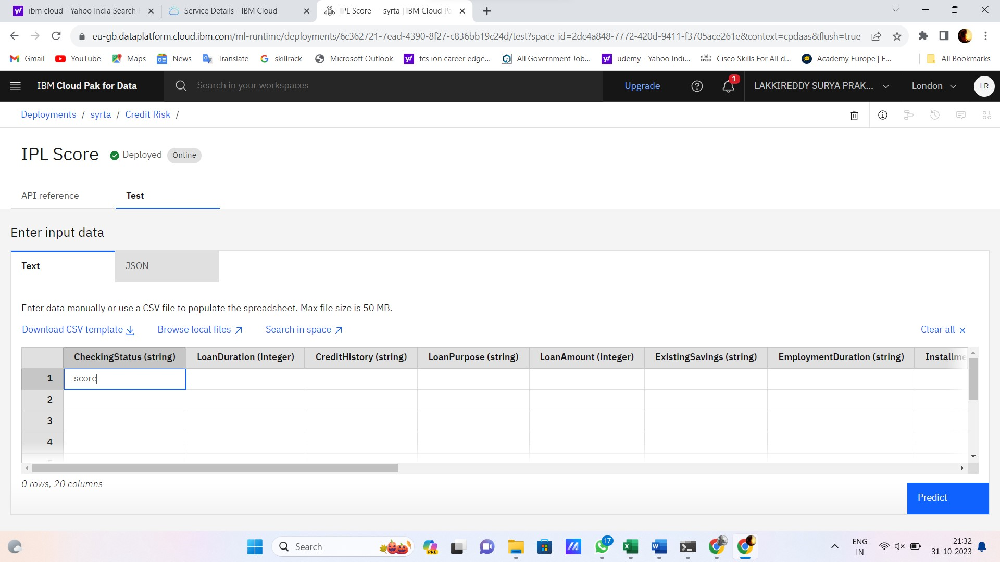 ibm cloud - Yahoo India Search
Service Details - IBM Cloud
IPL Score — syrta | IBM Cloud Pa
eu-gb.dataplatform.cloud.ibm.com/ml-runtime/deployments/6c362721-7ead-4390-8f27-c836bb19c24d/test?space_id=2dc4a848-7772-420d-9411-f3705ace261e&context=cpdaas&flush=true
Gmail YouTube Maps News Translate skillrack Microsoft Outlook tcs ion career edge... All Government Job... udemy - Yahoo Indi... Cisco Skills For All d... Academy Europe | E... All Bookmarks
IBM Cloud Pak for Data Search in your workspaces Upgrade 1 LAKKIREDDY SURYA PRAK... London LR
Deployments / syrta / Credit Risk /
IPL Score Deployed Online
API reference Test
Enter input data
Text JSON
Enter data manually or use a CSV file to populate the spreadsheet. Max file size is 50 MB.
Download CSV template Browse local files Search in space Clear all ×
CheckingStatus (string) LoanDuration (integer) CreditHistory (string) LoanPurpose (string) LoanAmount (integer) ExistingSavings (string) EmploymentDuration (string) Installme
1 score
2
3
4
0 rows, 20 columns
Predict
Search PRE 17 ENG 21:32
IN 31-10-2023